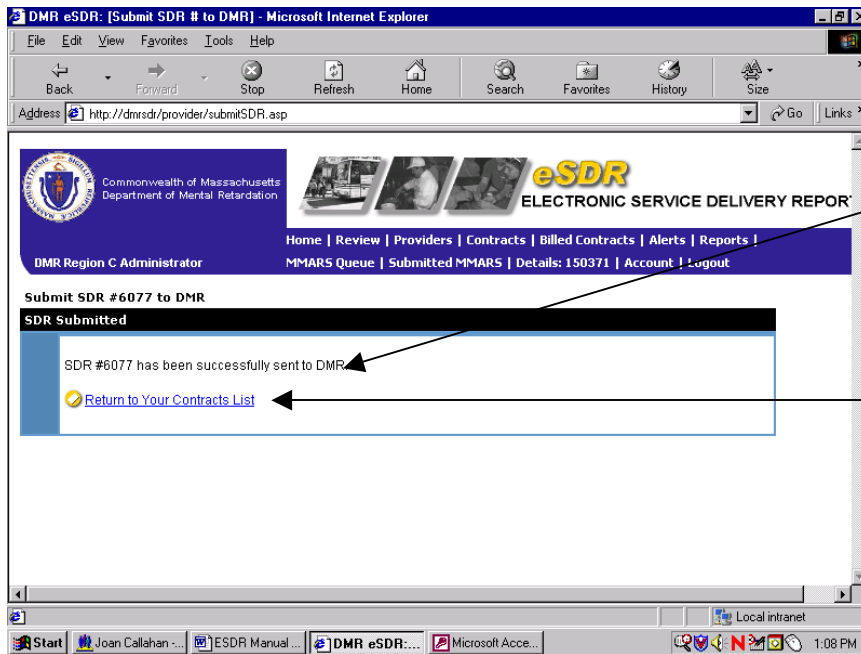 DMR eSDR: [Submit SDR # to DMR] - Microsoft Internet Explorer
File Edit View Favorites Tools Help
Back Forward Stop Refresh Home Search Favorites History Size
Address http://dmrsdr/provider/submitSDR.asp Go Links
Commonwealth of Massachusetts
Department of Mental Retardation
eSDR
ELECTRONIC SERVICE DELIVERY REPOR
Home | Review | Providers | Contracts | Billed Contracts | Alerts | Reports |
DMR Region C Administrator MMARS Queue | Submitted MMARS | Details: 150371 | Account | Logout
Submit SDR #6077 to DMR
SDR Submitted
SDR #6077 has been successfully sent to DMR.
Return to Your Contracts List
Local intranet
Start Joan Callahan -... ESDR Manual ... DMR eSDR:... Microsoft Acce... N 1:08 PM